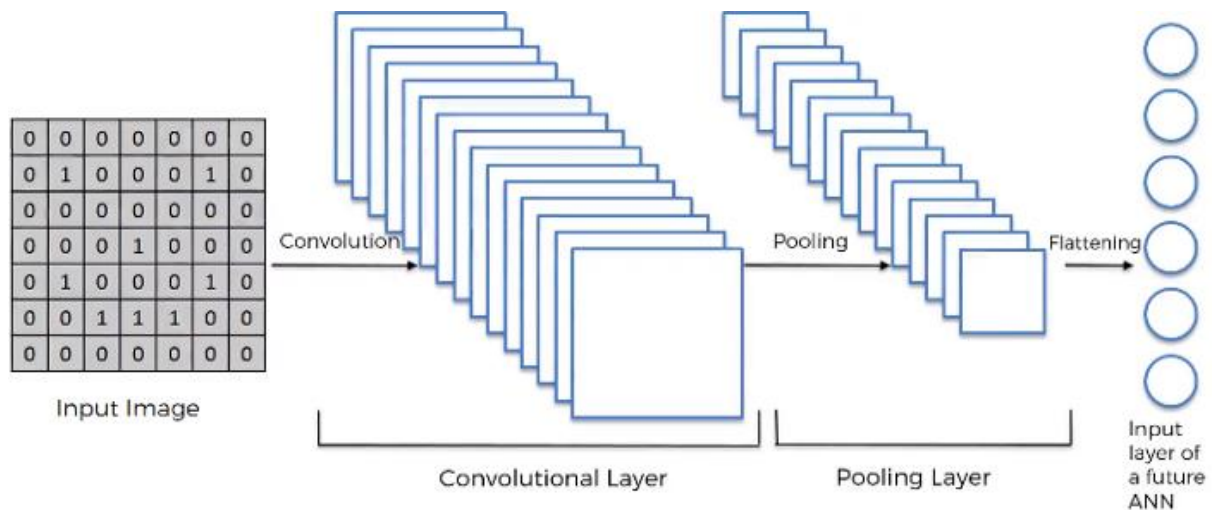 0 0 0 0 0 0 0
0 1 0 0 0 1 0
0 0 0 0 0 0 0
0 0 0 1 0 0 0
0 1 0 0 0 1 0
0 0 1 1 1 0 0
0 0 0 0 0 0 0
Input Image
Convolution
Convolutional Layer
Pooling
Pooling Layer
Flattening
Input
layer of
a future
ANN